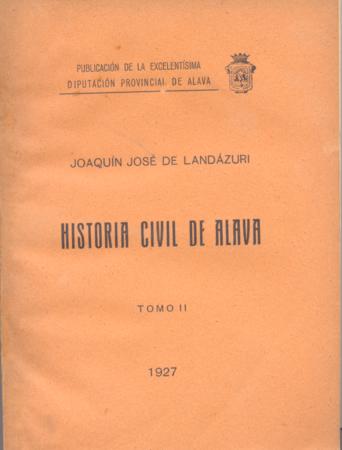 PUBLICACIÓN DE LA EXCELENTÍSIMA
DIPUTACIÓN PROVINCIAL DE ALAVA
JOAQUÍN JOSÉ DE LANDÁZURI
HISTORIA CIVIL DE ALAVA
TOMO II
1927